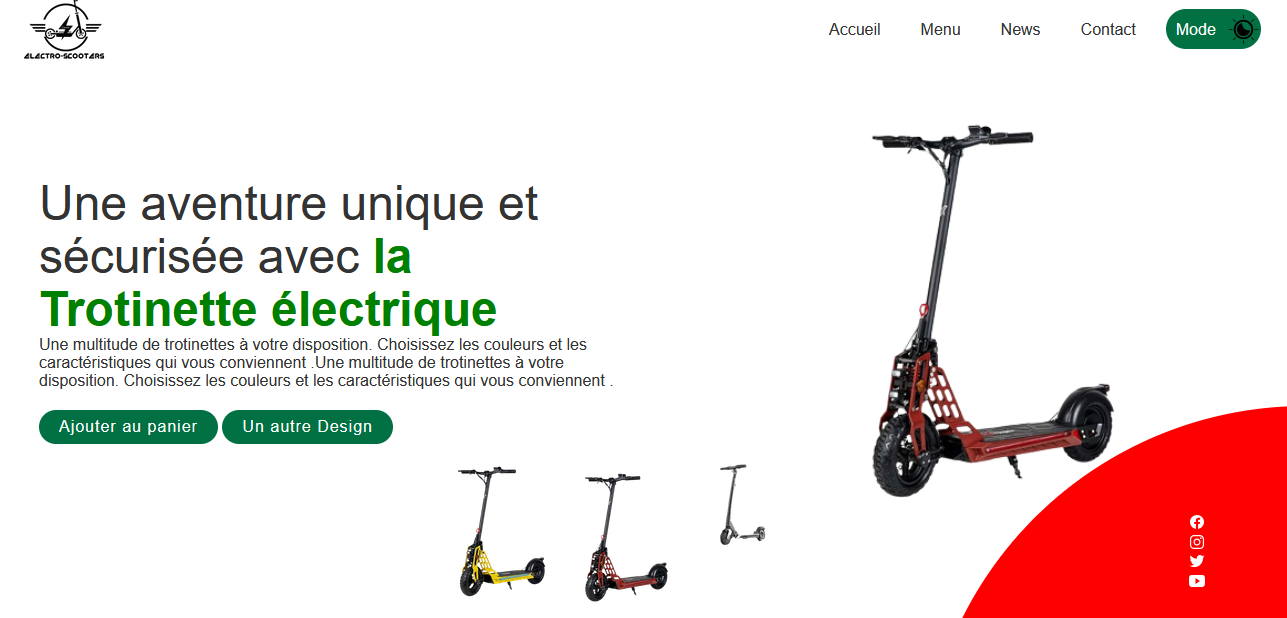 ELECTRO-SCOOTERS
Accueil Menu News Contact Mode
Une aventure unique et
sécurisée avec la
Trotinette électrique
Une multitude de trotinettes à votre disposition. Choisissez les couleurs et les
caractéristiques qui vous conviennent .Une multitude de trotinettes à votre
disposition. Choisissez les couleurs et les caractéristiques qui vous conviennent .
Ajouter au panier Un autre Design